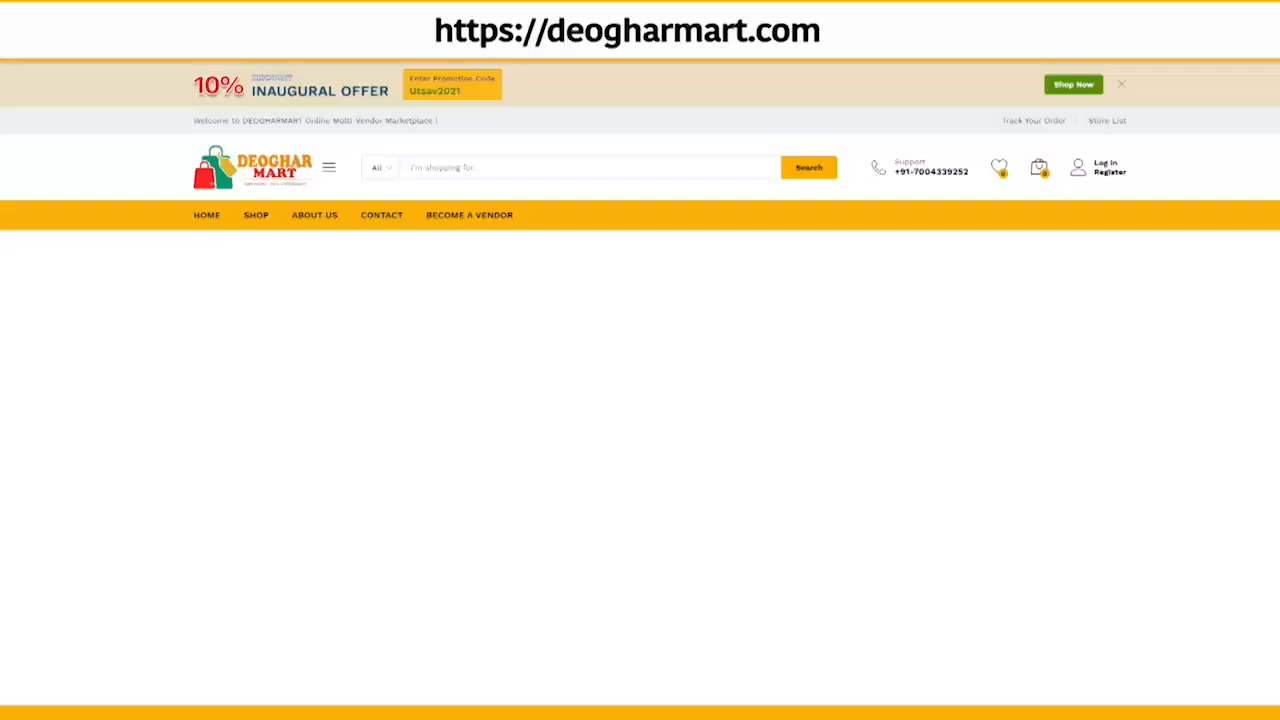 https://deogharmart.com
10%
INAUGURAL OFFER
Enter Promotion Code
Utsav2021
Shop Now
Welcome to DEOGHARMART Online Multi-Vendor Marketplace !
Track Your Order
Store List
DEOGHAR
MART
All
I'm shopping for...
Search
Support
+91-7004339252
0
0
Log in
Register
HOME
SHOP
ABOUT US
CONTACT
BECOME A VENDOR